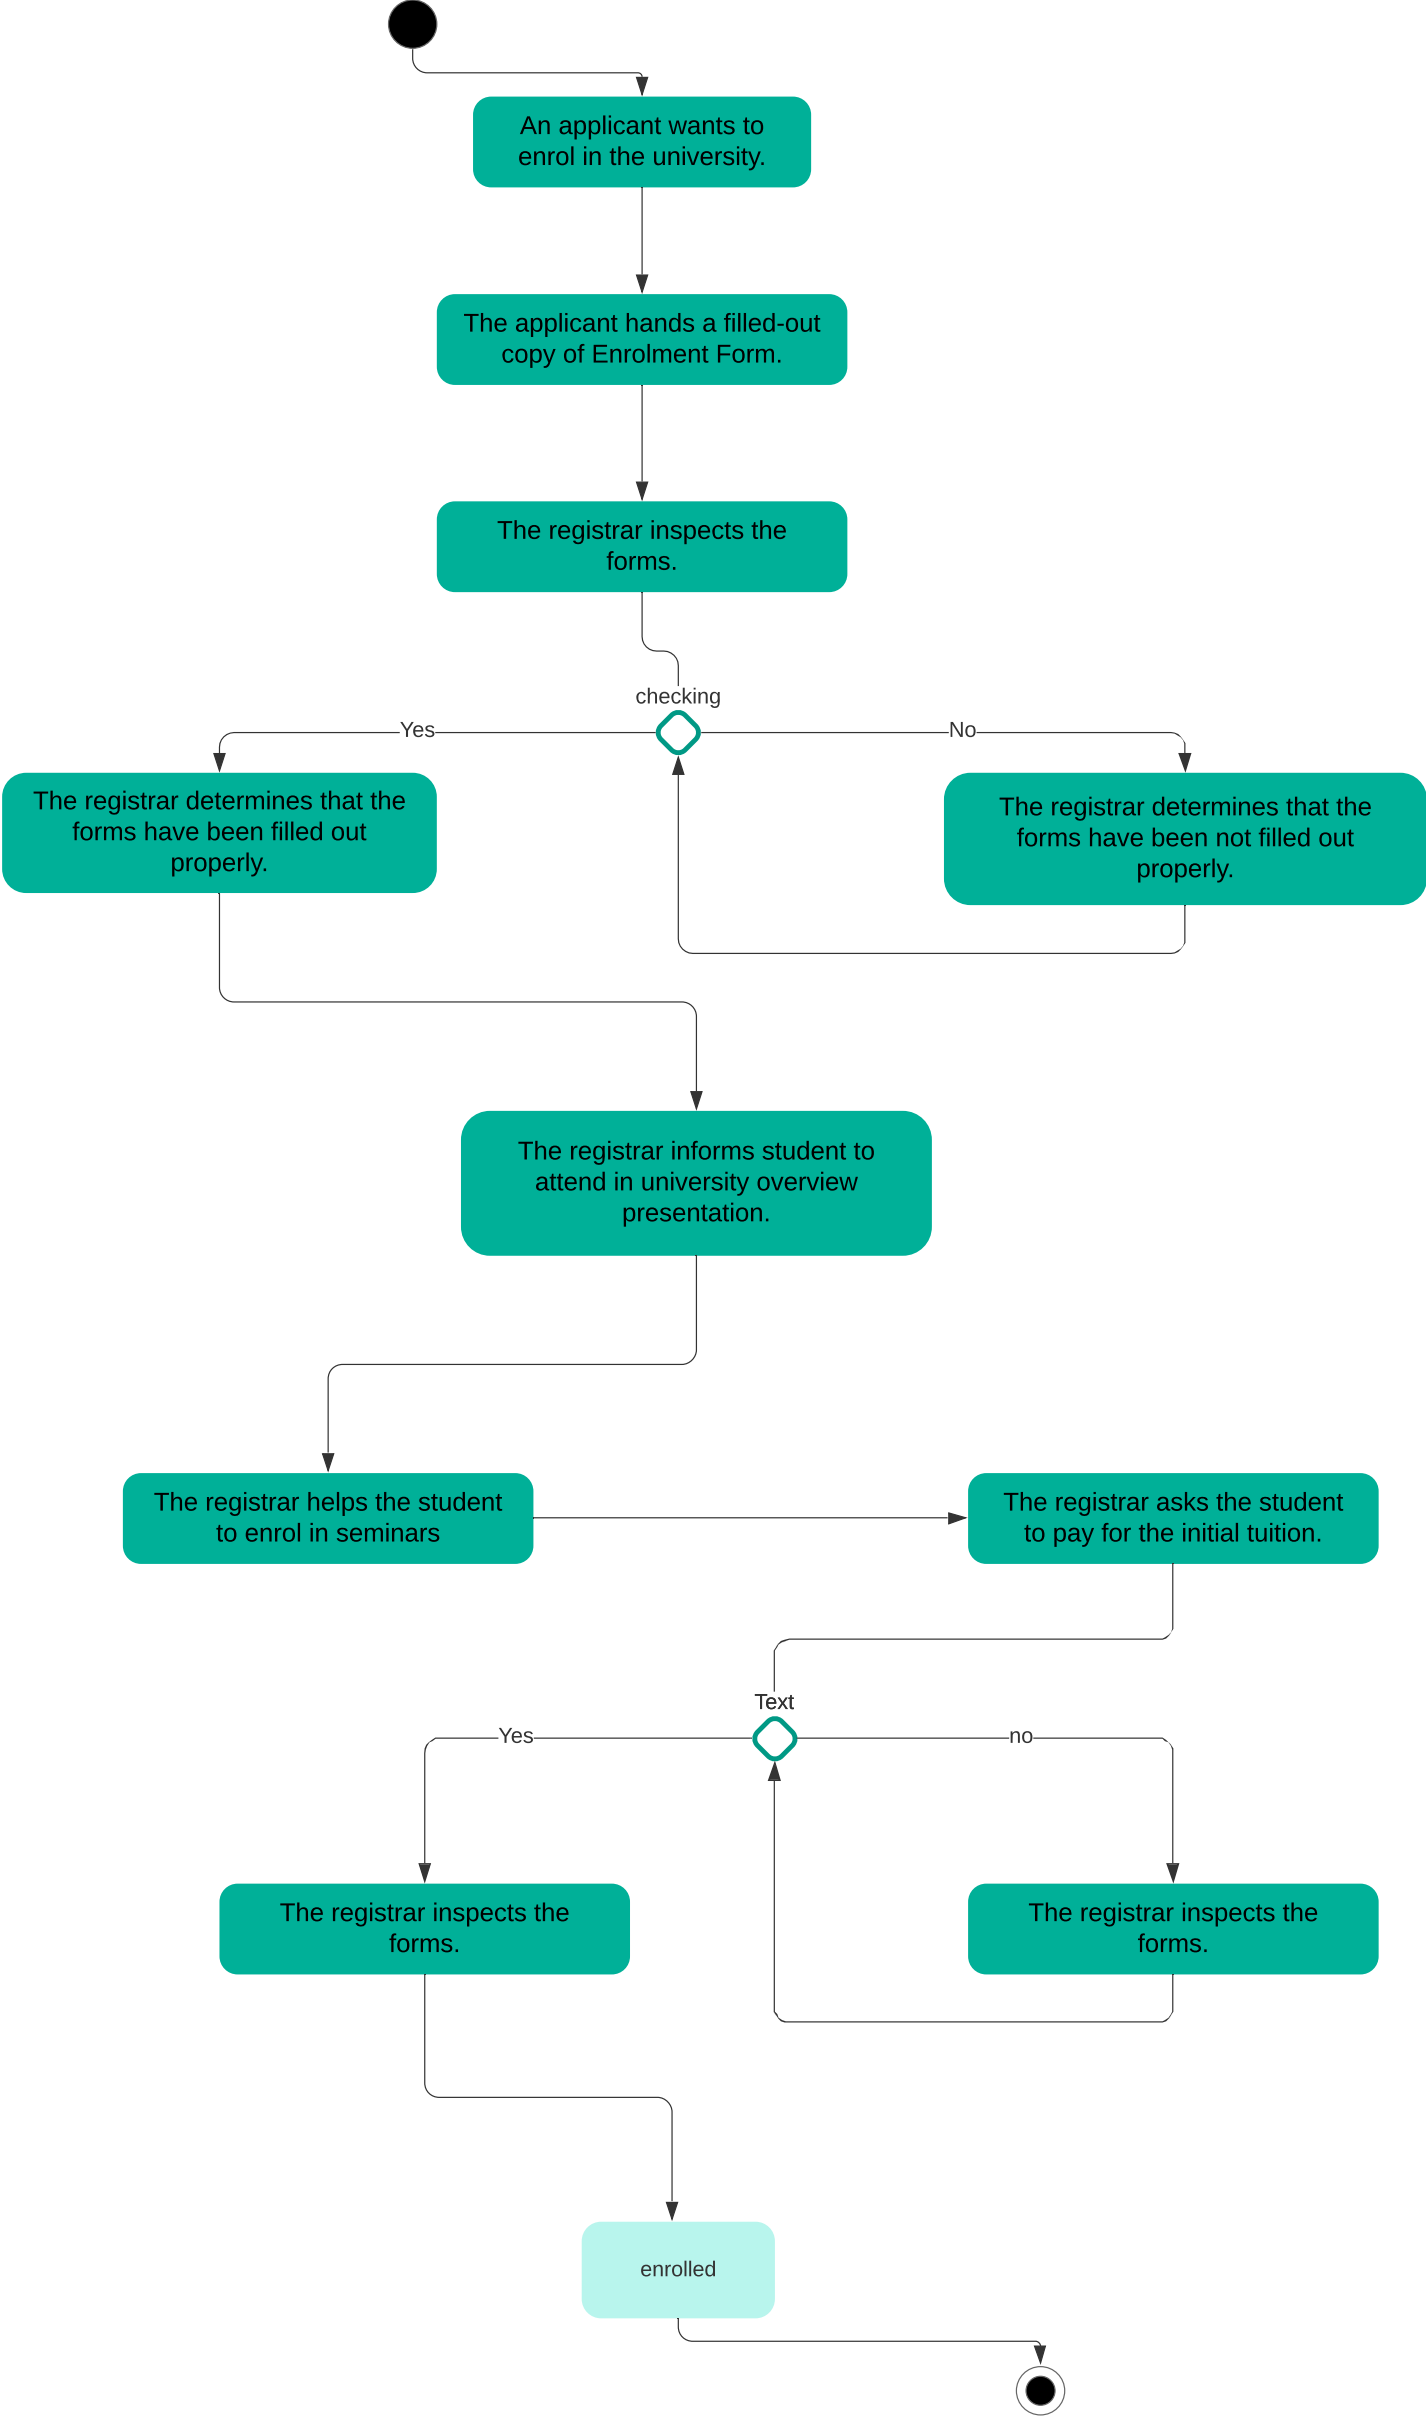 An applicant wants to
enrol in the university.
The applicant hands a filled-out
copy of Enrolment Form.
The registrar inspects the
forms.
checking
Yes
No
The registrar determines that the
forms have been filled out
properly.
The registrar determines that the
forms have been not filled out
properly.
The registrar informs student to
attend in university overview
presentation.
The registrar helps the student
to enrol in seminars
The registrar asks the student
to pay for the initial tuition.
Text
Yes
no
The registrar inspects the
forms.
The registrar inspects the
forms.
enrolled